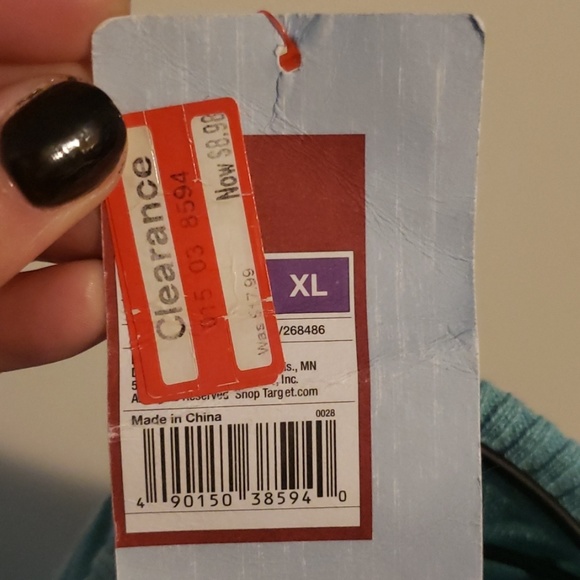 Clearance
015 03 8594
Now $8.98
Was $17.99
XL
/268486
MN
Inc.
Reserved Shop Target.com
Made in China
0028
4 90150 38594 0